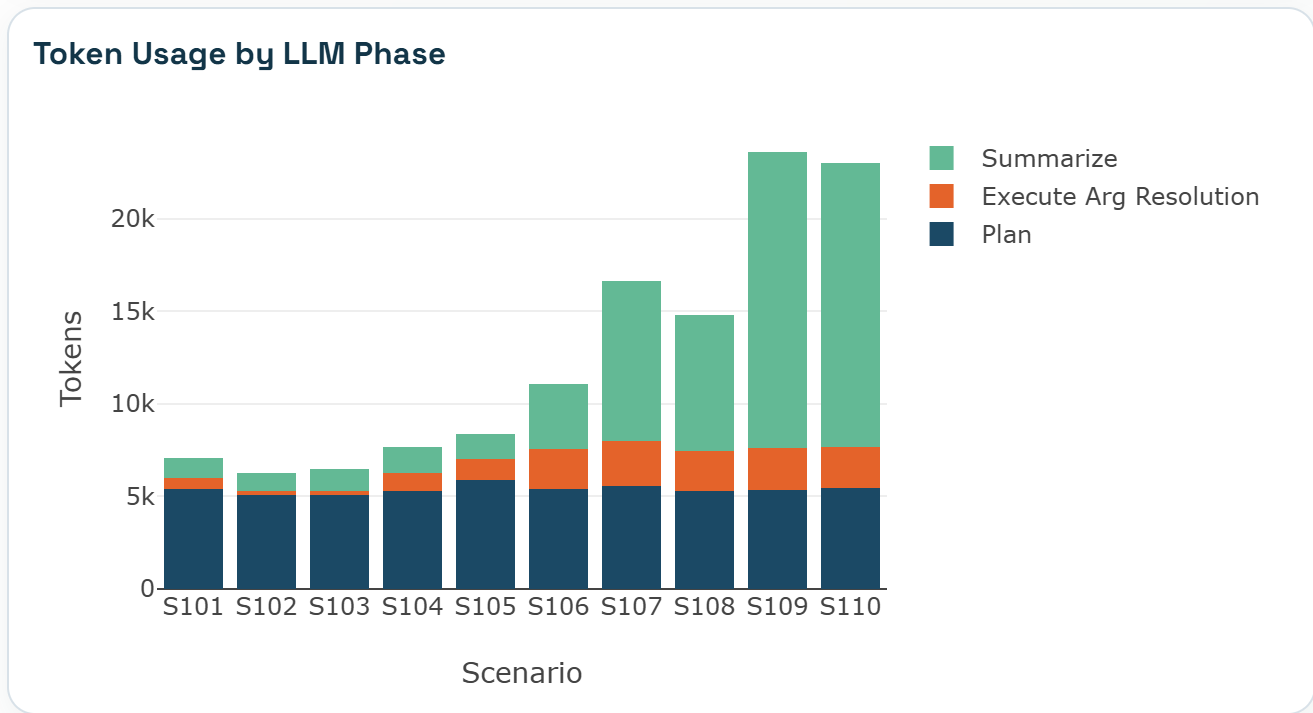 Token Usage by LLM Phase
Summarize
Execute Arg Resolution
Plan
Tokens
20k
15k
10k
5k
0
S101 S102 S103 S104 S105 S106 S107 S108 S109 S110
Scenario